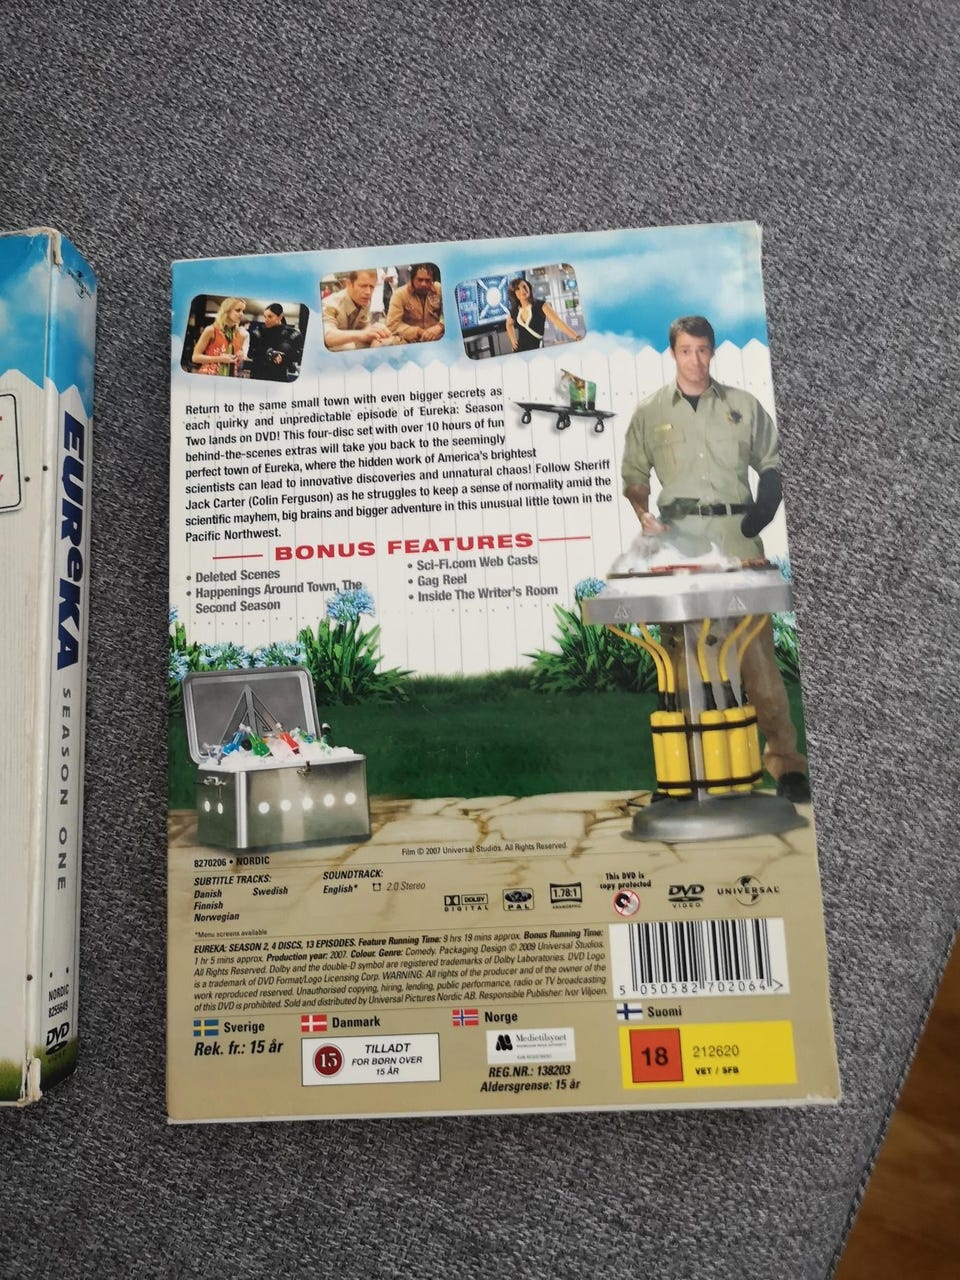 Return to the same small town with even bigger secrets as
each quirky and unpredictable episode of Eureka: Season
Two lands on DVD! This four-disc set with over 10 hours of fun
behind-the-scenes extras will take you back to the seemingly
perfect town of Eureka, where the hidden work of America's brightest
scientists can lead to innovative discoveries and unnatural chaos! Follow Sheriff
Jack Carter (Colin Ferguson) as he struggles to keep a sense of normality amid the
scientific mayhem, big brains and bigger adventure in this unusual little town in the
Pacific Northwest.
BONUS FEATURES
• Deleted Scenes
• Happenings Around Town, The
Second Season
• Sci-Fi.com Web Casts
• Gag Reel
• Inside The Writer's Room
Film © 2007 Universal Studios. All Rights Reserved.
8270206 • NORDIC
SUBTITLE TRACKS:
Danish Swedish
Finnish
Norwegian
SOUNDTRACK:
English* 2.0 Stereo
*Menu screens available
DOLBY
DIGITAL
PAL
1.78:1
ANAMORPHIC
This DVD is
copy protected
DVD
VIDEO
UNIVERSAL
EUREKA: SEASON 2, 4 DISCS, 13 EPISODES. Feature Running Time: 9 hrs 19 mins approx. Bonus Running Time:
1 hr 5 mins approx. Production year: 2007. Colour. Genre: Comedy. Packaging Design © 2009 Universal Studios.
All Rights Reserved. Dolby and the double-D symbol are registered trademarks of Dolby Laboratories. DVD Logo
is a trademark of DVD Format/Logo Licensing Corp. WARNING: All rights of the producer and of the owner of the
work reproduced reserved. Unauthorised copying, hiring, lending, public performance, radio or TV broadcasting
of this DVD is prohibited. Sold and distributed by Universal Pictures Nordic AB. Responsible Publisher: Iver Viljoen.
5 050582 702064 >
Sverige
Rek. fr.: 15 år
Danmark
15
TILLADT
FOR BØRN OVER
15 ÅR
Norge
Medietilsynet
REG.NR.: 138203
Aldersgrense: 15 år
Suomi
18
212620
VET / SFB
EUReKA
SEASON ONE
NORDIC
8255649
DVD